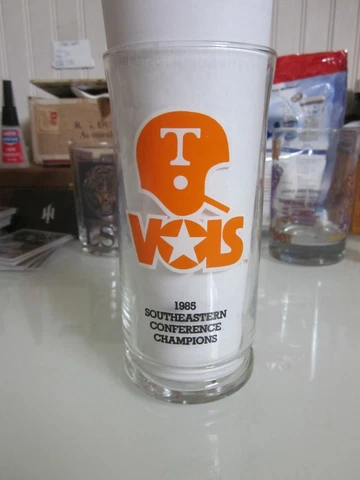 T
VOLS
1985
SOUTHEASTERN
CONFERENCE
CHAMPIONS